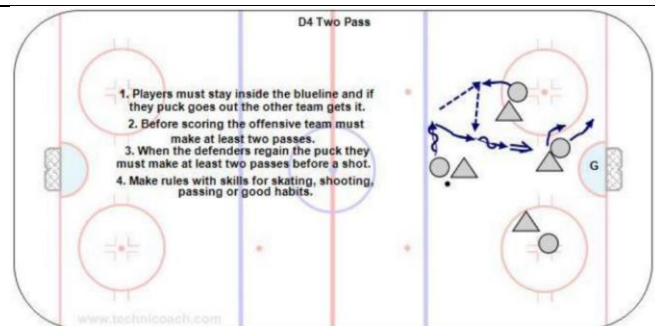 D4 Two Pass
1. Players must stay inside the blueline and if
they puck goes out the other team gets it.
2. Before scoring the offensive team must
make at least two passes.
3. When the defenders regain the puck they
must make at least two passes before a shot.
4. Make rules with skills for skating, shooting,
passing or good habits.
G
www.technicoach.com